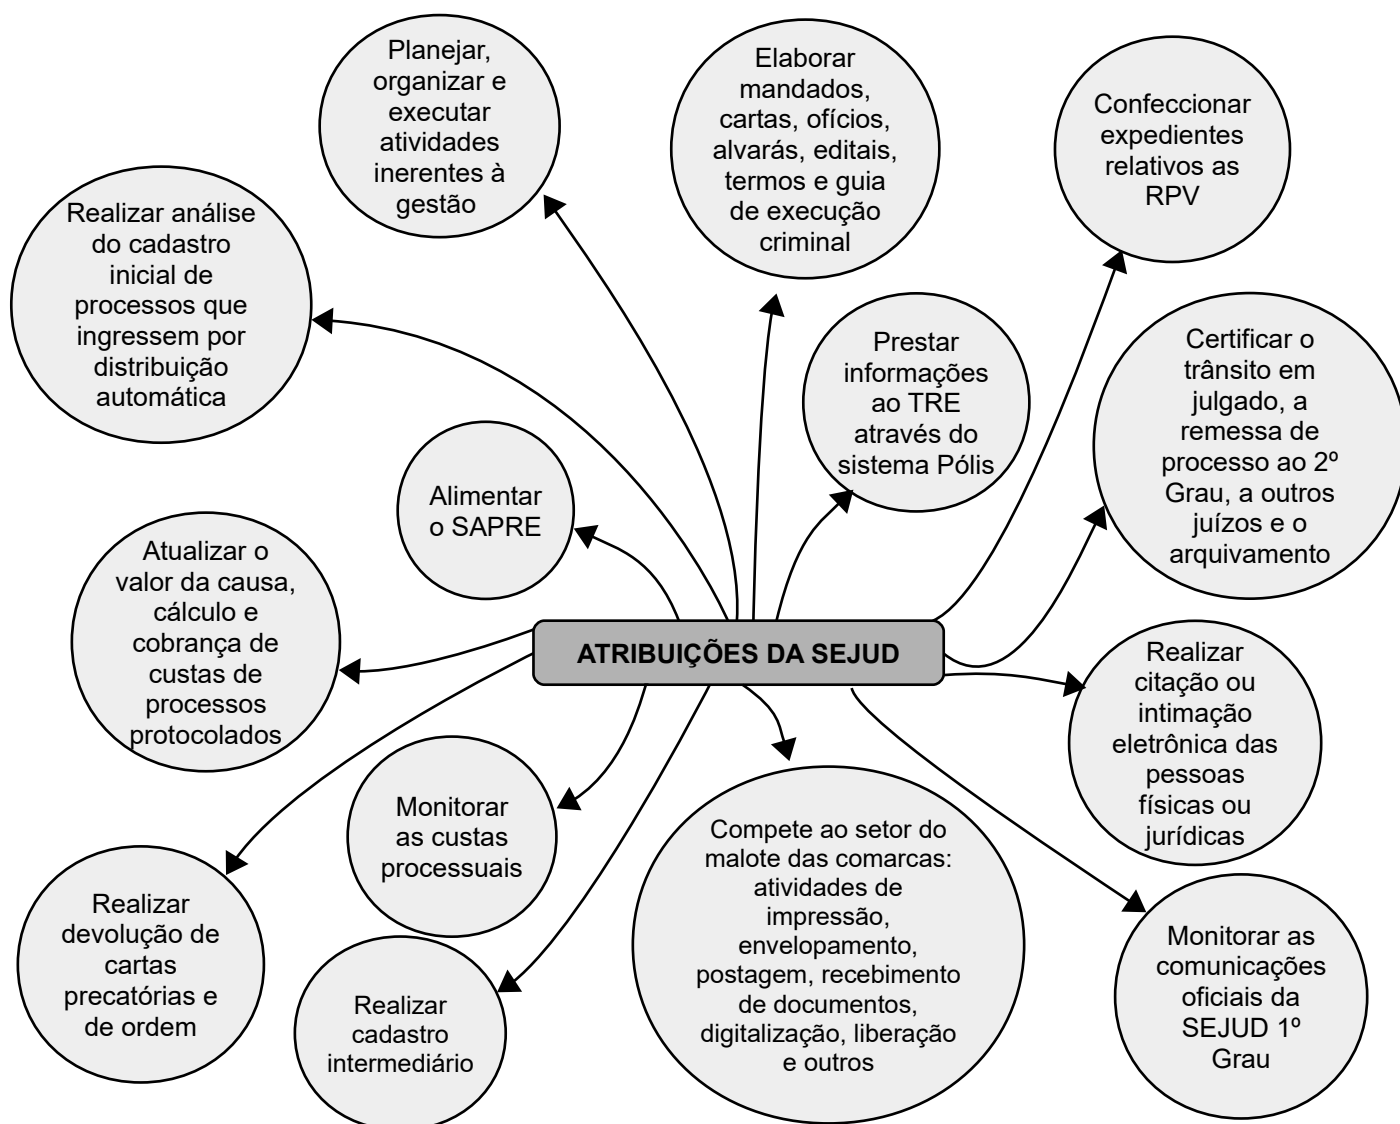 Planejar,
organizar e
executar
atividades
inerentes à
gestão
Elaborar
mandados,
cartas, ofícios,
alvarás, editais,
termos e guia
de execução
criminal
Confeccionar
expedientes
relativos as
RPV
Realizar análise
do cadastro
inicial de
processos que
ingressem por
distribuição
automática
Prestar
informações
ao TRE
através do
sistema Pólis
Certificar o
trânsito em
julgado, a
remessa de
processo ao 2º
Grau, a outros
juízos e o
arquivamento
Alimentar
o SAPRE
Atualizar o
valor da causa,
cálculo e
cobrança de
custas de
processos
protocolados
ATRIBUIÇÕES DA SEJUD
Realizar
citação ou
intimação
eletrônica das
pessoas
físicas ou
jurídicas
Monitorar
as custas
processuais
Compete ao setor do
malote das comarcas:
atividades de
impressão,
envelopamento,
postagem, recebimento
de documentos,
digitalização, liberação
e outros
Realizar
devolução de
cartas
precatórias e
de ordem
Realizar
cadastro
intermediário
Monitorar as
comunicações
oficiais da
SEJUD 1º
Grau